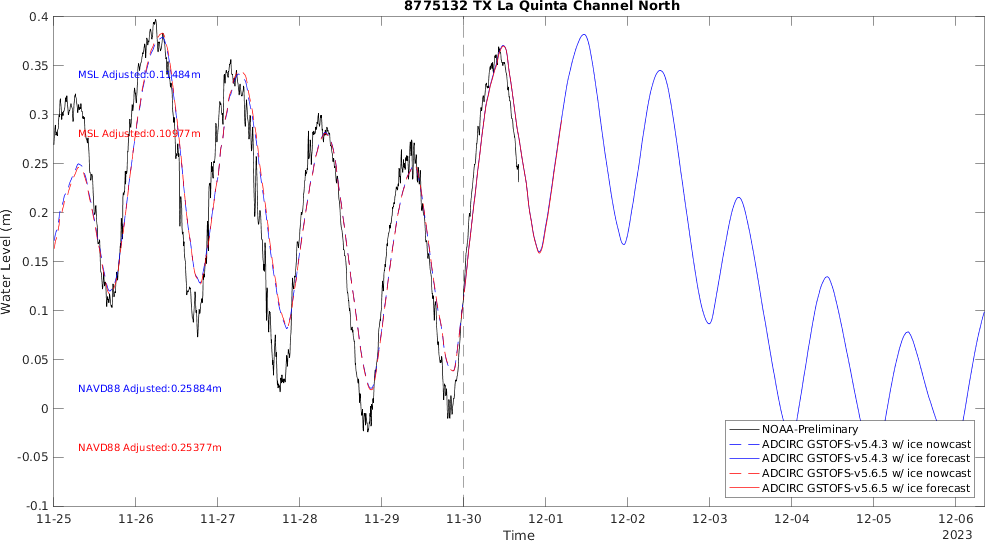 8775132 TX La Quinta Channel North
0.4
0.35
0.3
0.25
0.2
0.15
0.1
0.05
0
-0.05
-0.1
Water Level (m)
MSL Adjusted:0.11484m
MSL Adjusted:0.10977m
NAVD88 Adjusted:0.25884m
NAVD88 Adjusted:0.25377m
NOAA-Preliminary
ADCIRC GSTOFS-v5.4.3 w/ ice nowcast
ADCIRC GSTOFS-v5.4.3 w/ ice forecast
ADCIRC GSTOFS-v5.6.5 w/ ice nowcast
ADCIRC GSTOFS-v5.6.5 w/ ice forecast
11-25 11-26 11-27 11-28 11-29 11-30 12-01 12-02 12-03 12-04 12-05 12-06
Time
2023